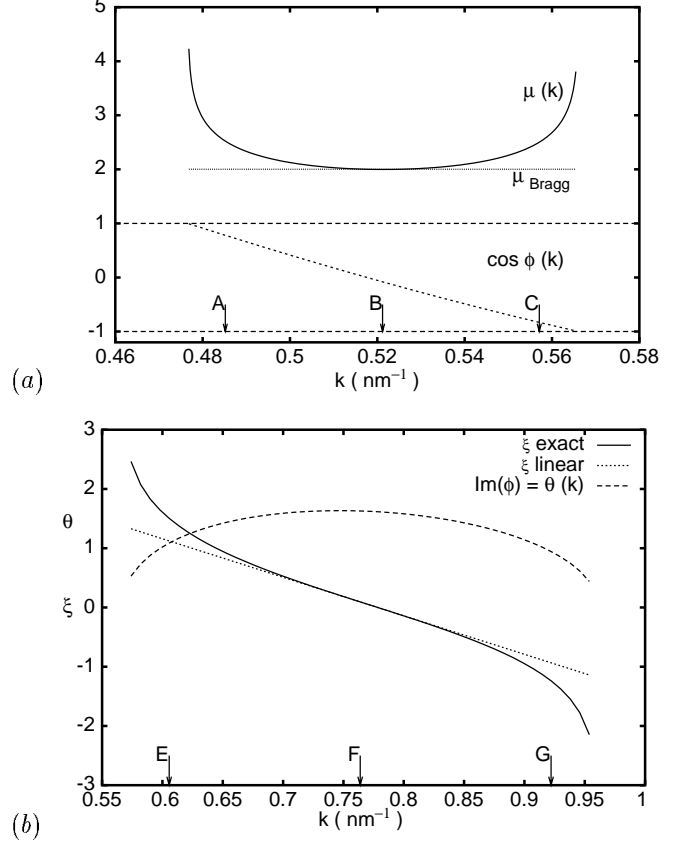 5
4
3
2
1
0
-1
μ (k)
μ Bragg
cos φ (k)
A
B
C
0.46 0.48 0.5 0.52 0.54 0.56 0.58
k ( nm−1 )
(a)
3
2
1
0
-1
-2
-3
θ
ξ
ξ exact
ξ linear
Im(φ) = θ (k)
E
F
G
0.55 0.6 0.65 0.7 0.75 0.8 0.85 0.9 0.95 1
k ( nm−1 )
(b)